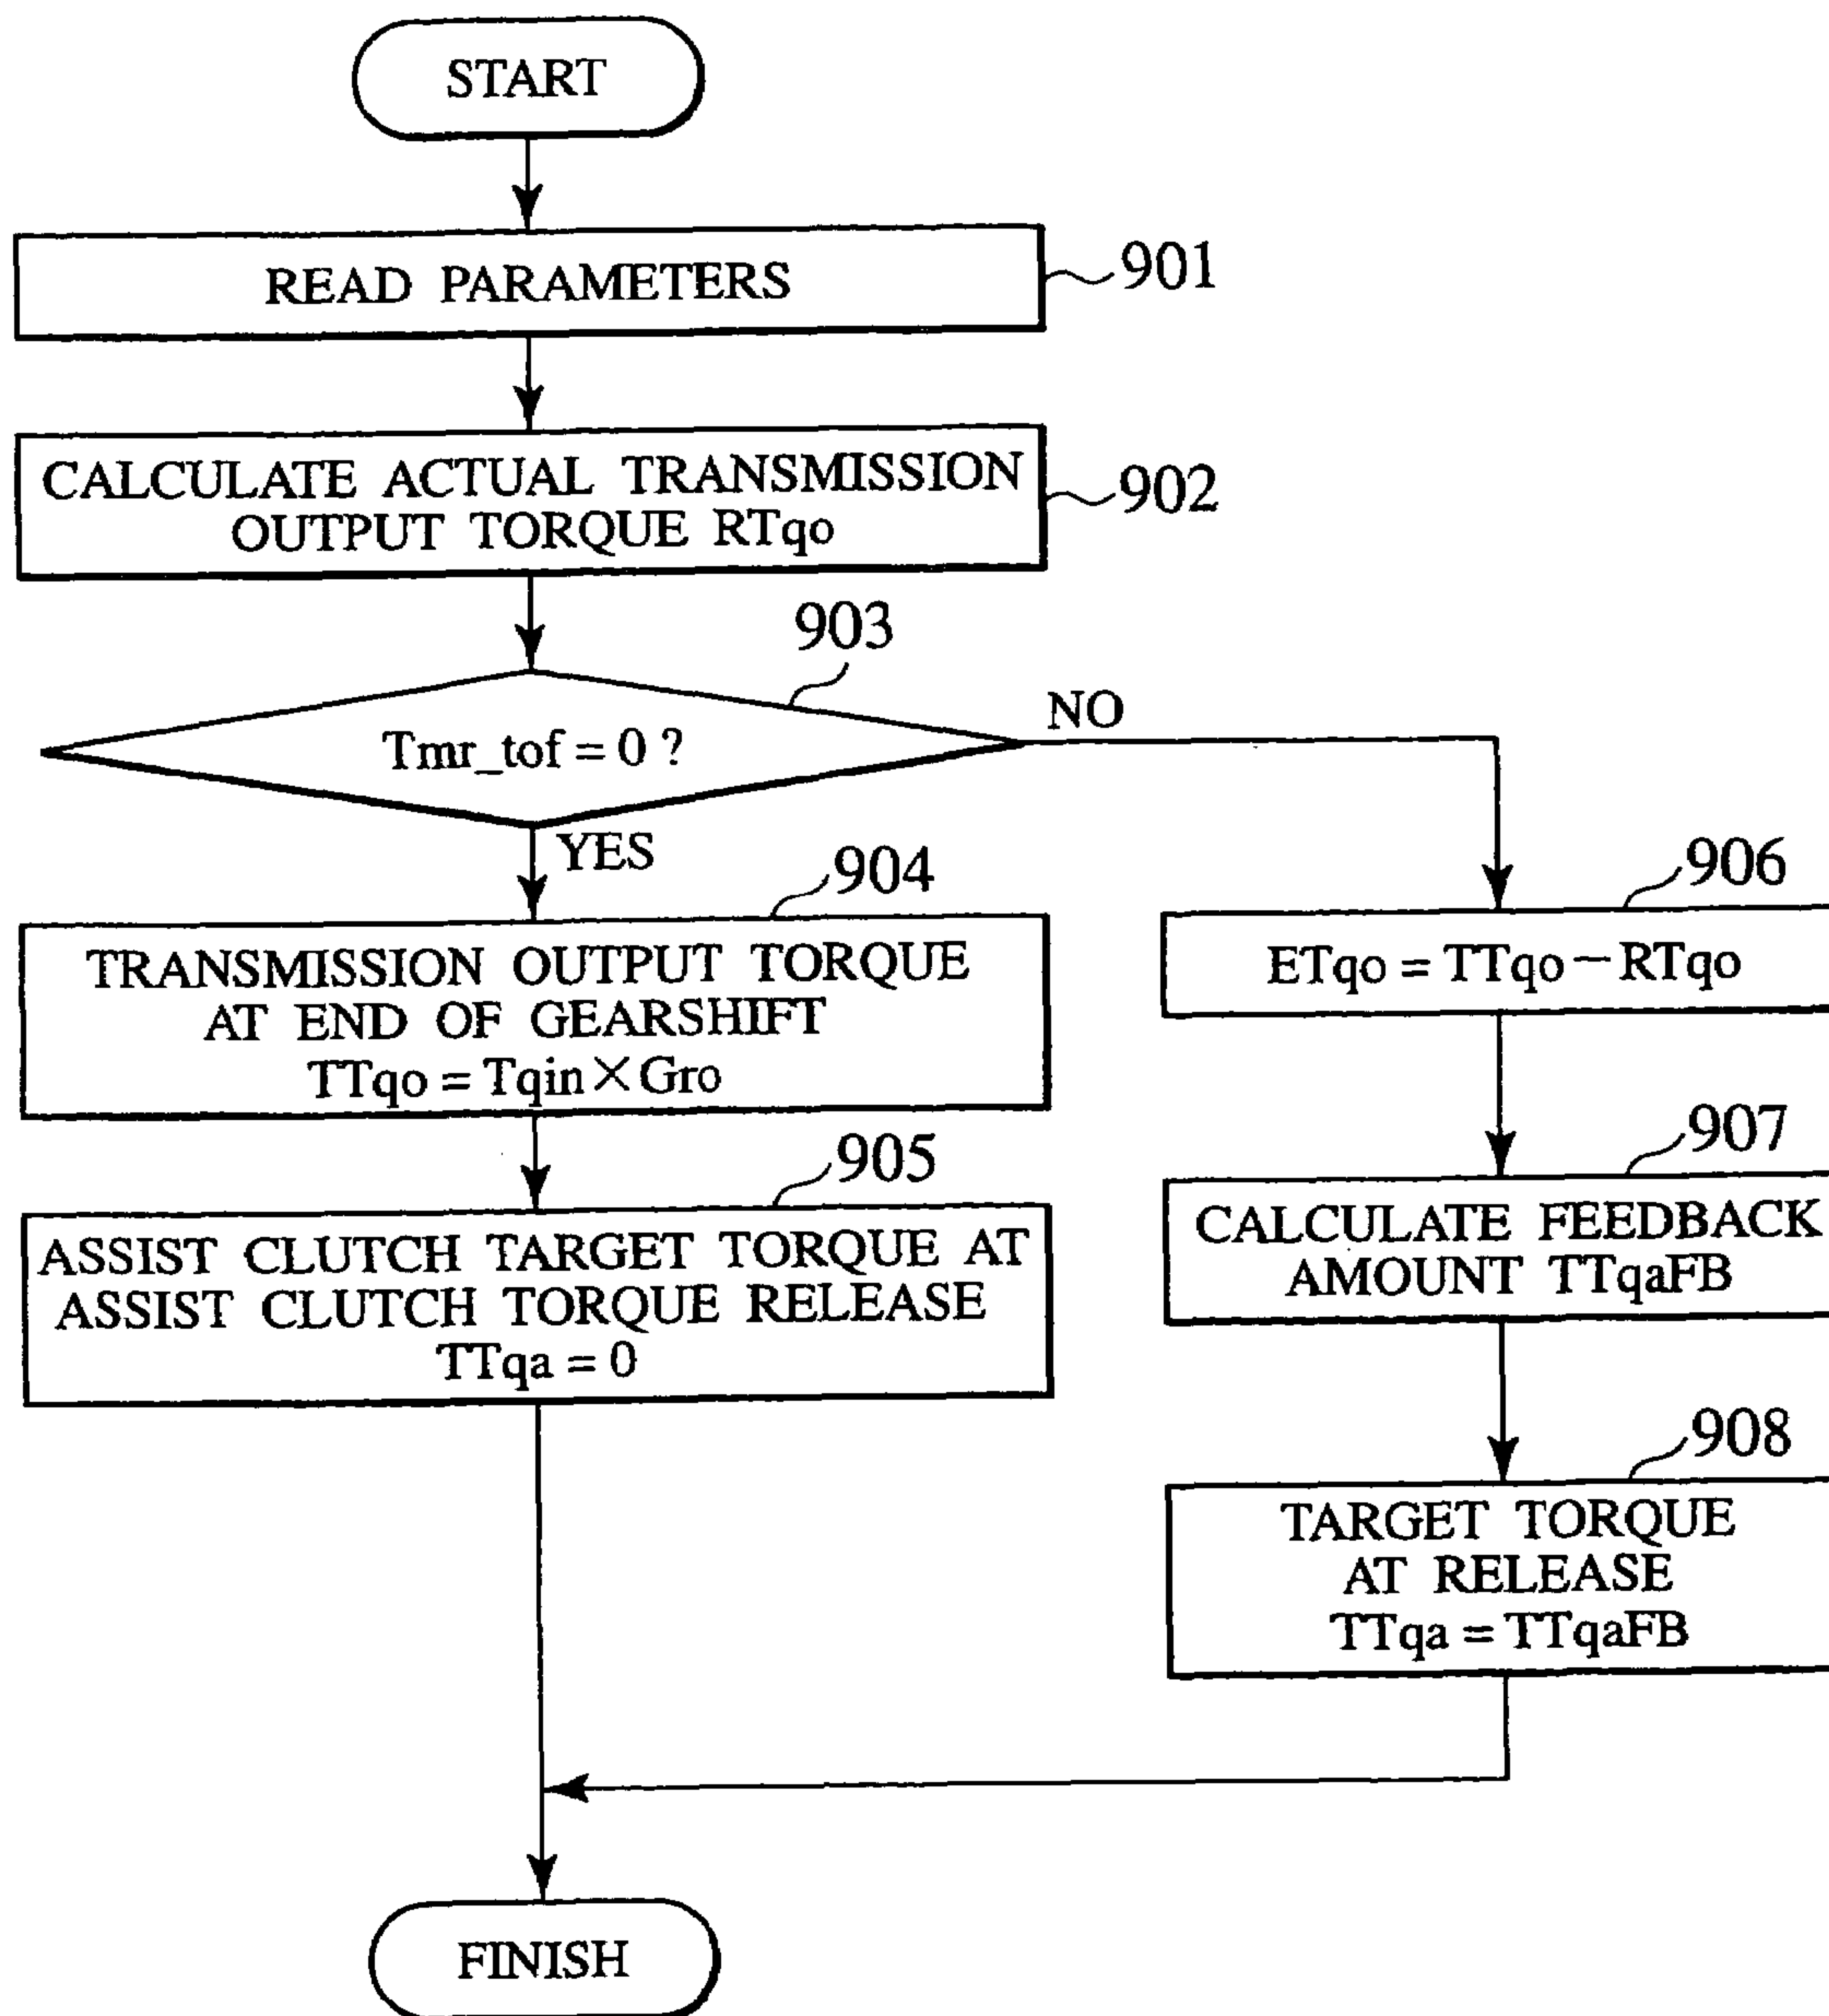 START
READ PARAMETERS
901
CALCULATE ACTUAL TRANSMISSION
OUTPUT TORQUE RTqo
902
903
Tmr_tof = 0 ?
NO
YES
904
TRANSMISSION OUTPUT TORQUE
AT END OF GEARSHIFT
TTqo = Tqin × Gro
905
ASSIST CLUTCH TARGET TORQUE AT
ASSIST CLUTCH TORQUE RELEASE
TTqa = 0
906
ETqo = TTqo − RTqo
907
CALCULATE FEEDBACK
AMOUNT TTqaFB
908
TARGET TORQUE
AT RELEASE
TTqa = TTqaFB
FINISH